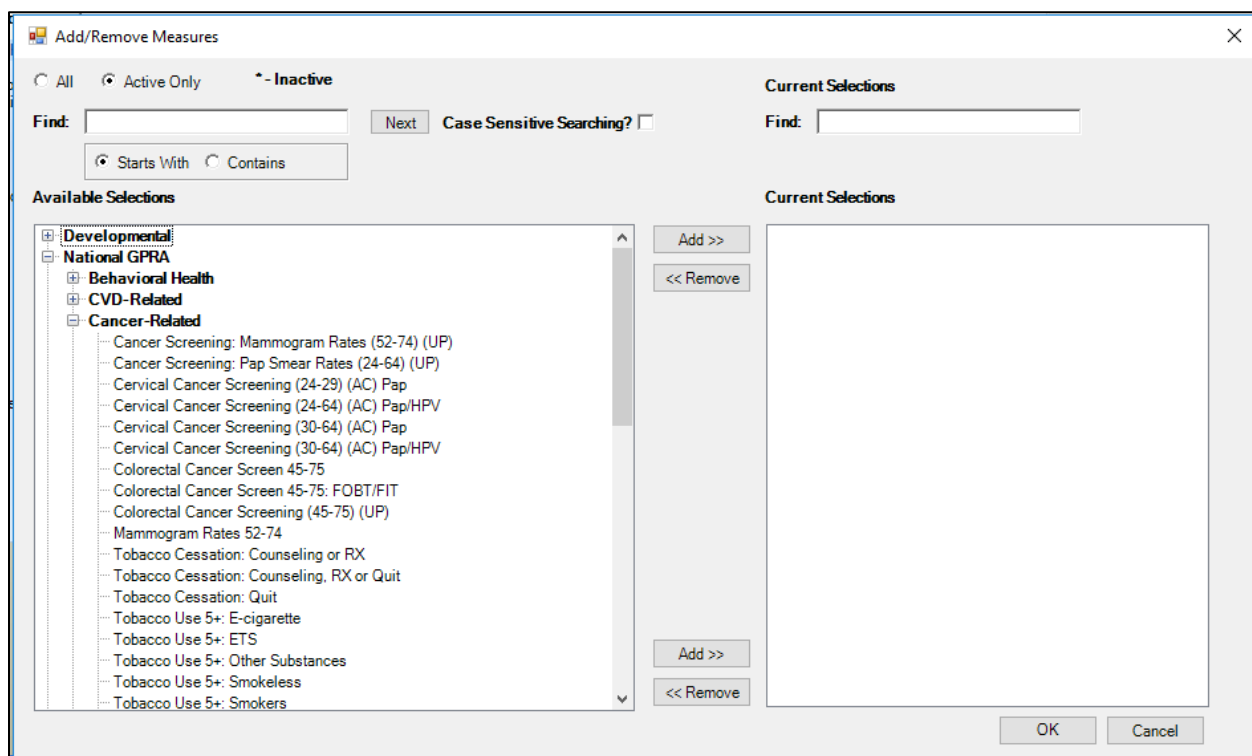 Add/Remove Measures
All Active Only *- Inactive
Current Selections
Find: Next Case Sensitive Searching?
Find:
Starts With Contains
Available Selections
Current Selections
Developmental
National GPRA
Behavioral Health
CVD-Related
Cancer-Related
Cancer Screening: Mammogram Rates (52-74) (UP)
Cancer Screening: Pap Smear Rates (24-64) (UP)
Cervical Cancer Screening (24-29) (AC) Pap
Cervical Cancer Screening (24-64) (AC) Pap/HPV
Cervical Cancer Screening (30-64) (AC) Pap
Cervical Cancer Screening (30-64) (AC) Pap/HPV
Colorectal Cancer Screen 45-75
Colorectal Cancer Screen 45-75: FOBT/FIT
Colorectal Cancer Screening (45-75) (UP)
Mammogram Rates 52-74
Tobacco Cessation: Counseling or RX
Tobacco Cessation: Counseling, RX or Quit
Tobacco Cessation: Quit
Tobacco Use 5+: E-cigarette
Tobacco Use 5+: ETS
Tobacco Use 5+: Other Substances
Tobacco Use 5+: Smokeless
Tobacco Use 5+: Smokers
Add >>
<< Remove
Add >>
<< Remove
OK Cancel